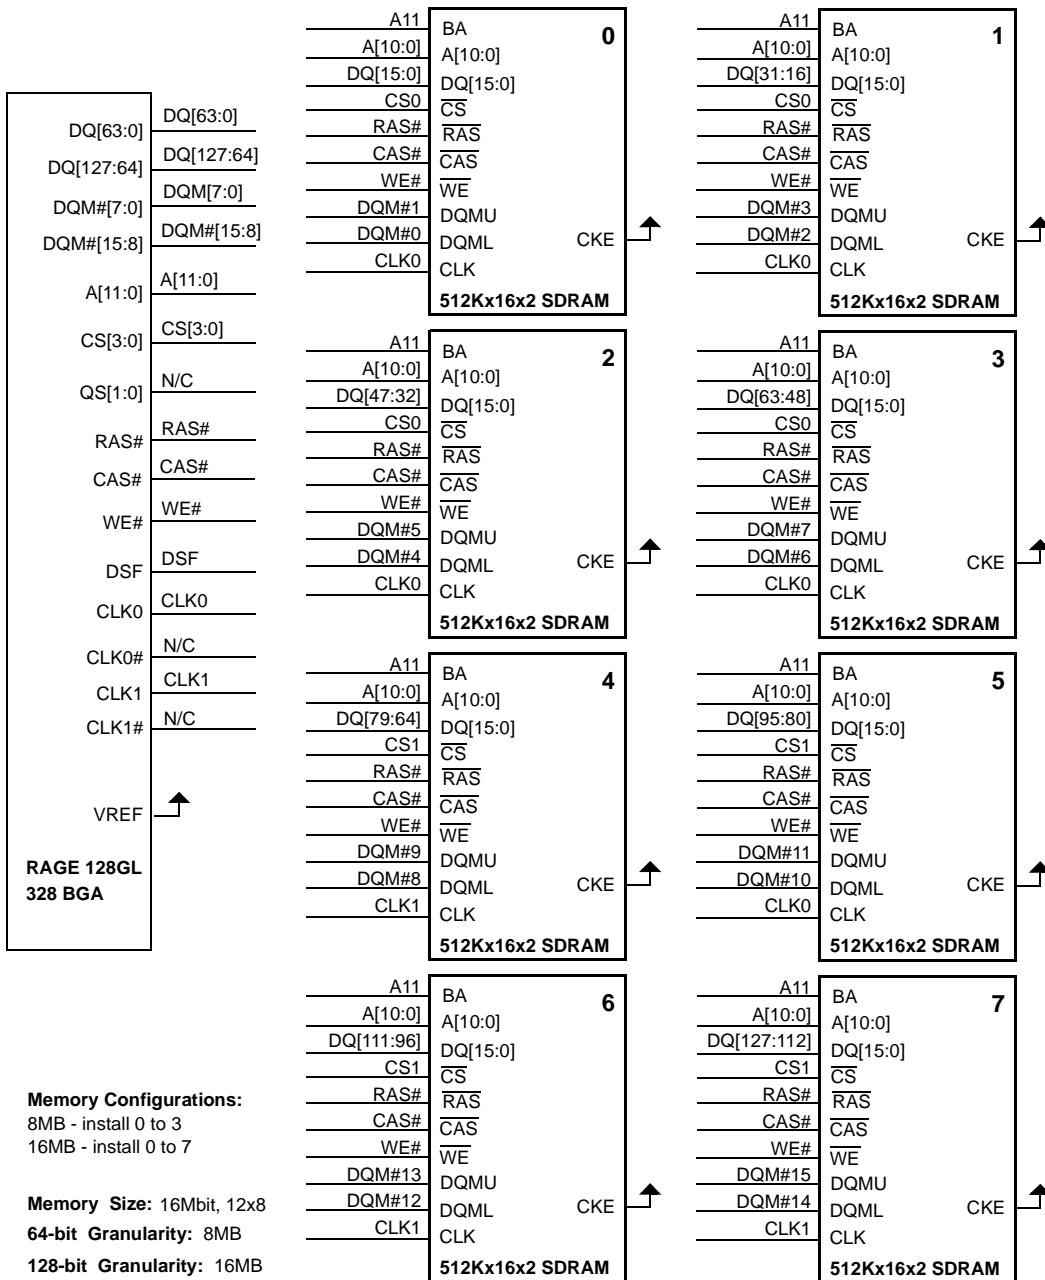 DQ[63:0] DQ[63:0]
DQ[127:64] DQ[127:64]
DQM#[7:0] DQM[7:0]
DQM#[15:8] DQM#[15:8]
A[11:0] A[11:0]
CS[3:0] CS[3:0]
QS[1:0] N/C
RAS# RAS#
CAS# CAS#
WE# WE#
DSF DSF
CLK0 CLK0
CLK0# N/C
CLK1 CLK1
CLK1# N/C
VREF
RAGE 128GL
328 BGA
A11 BA 0
A[10:0] A[10:0]
DQ[15:0] DQ[15:0]
CS0 CS
RAS# RAS
CAS# CAS
WE# WE
DQM#1 DQMU
DQM#0 DQML CKE
CLK0 CLK
512Kx16x2 SDRAM
A11 BA 1
A[10:0] A[10:0]
DQ[31:16] DQ[15:0]
CS0 CS
RAS# RAS
CAS# CAS
WE# WE
DQM#3 DQMU
DQM#2 DQML CKE
CLK0 CLK
512Kx16x2 SDRAM
A11 BA 2
A[10:0] A[10:0]
DQ[47:32] DQ[15:0]
CS0 CS
RAS# RAS
CAS# CAS
WE# WE
DQM#5 DQMU
DQM#4 DQML CKE
CLK0 CLK
512Kx16x2 SDRAM
A11 BA 3
A[10:0] A[10:0]
DQ[63:48] DQ[15:0]
CS0 CS
RAS# RAS
CAS# CAS
WE# WE
DQM#7 DQMU
DQM#6 DQML CKE
CLK0 CLK
512Kx16x2 SDRAM
A11 BA 4
A[10:0] A[10:0]
DQ[79:64] DQ[15:0]
CS1 CS
RAS# RAS
CAS# CAS
WE# WE
DQM#9 DQMU
DQM#8 DQML CKE
CLK1 CLK
512Kx16x2 SDRAM
A11 BA 5
A[10:0] A[10:0]
DQ[95:80] DQ[15:0]
CS1 CS
RAS# RAS
CAS# CAS
WE# WE
DQM#11 DQMU
DQM#10 DQML CKE
CLK0 CLK
512Kx16x2 SDRAM
A11 BA 6
A[10:0] A[10:0]
DQ[111:96] DQ[15:0]
CS1 CS
RAS# RAS
CAS# CAS
WE# WE
DQM#13 DQMU
DQM#12 DQML CKE
CLK1 CLK
512Kx16x2 SDRAM
A11 BA 7
A[10:0] A[10:0]
DQ[127:112] DQ[15:0]
CS1 CS
RAS# RAS
CAS# CAS
WE# WE
DQM#15 DQMU
DQM#14 DQML CKE
CLK1 CLK
512Kx16x2 SDRAM
Memory Configurations:
8MB - install 0 to 3
16MB - install 0 to 7
Memory Size: 16Mbit, 12x8
64-bit Granularity: 8MB
128-bit Granularity: 16MB